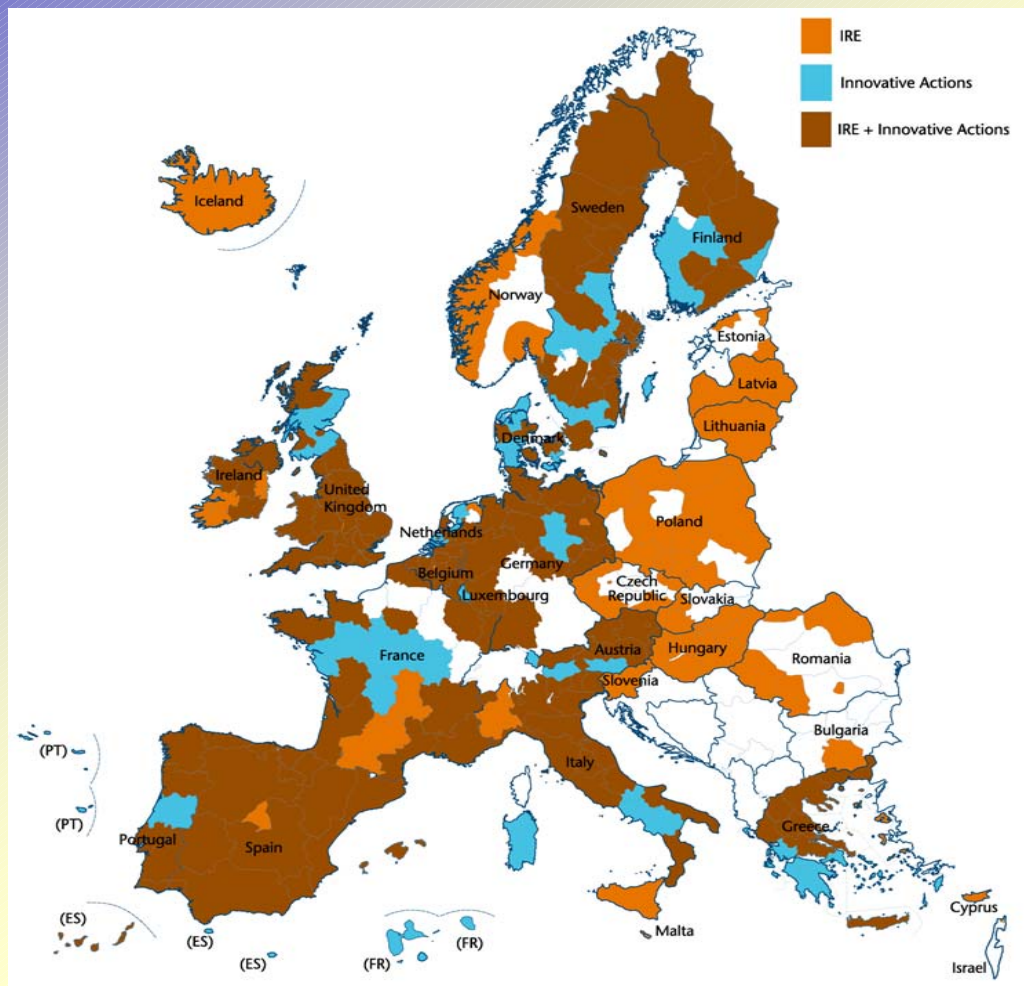 IRE
Innovative Actions
IRE + Innovative Actions
Iceland
Sweden
Finland
Norway
Estonia
Latvia
Lithuania
Denmark
Ireland
United
Kingdom
Netherlands
Poland
Germany
Belgium
Czech
Republic
Luxembourg
Slovakia
Austria
Hungary
France
Romania
Slovenia
Bulgaria
(PT)
Italy
(PT)
Portugal
Spain
Greece
(ES)
(ES)
(ES)
(FR)
(FR)
Malta
Cyprus
Israel